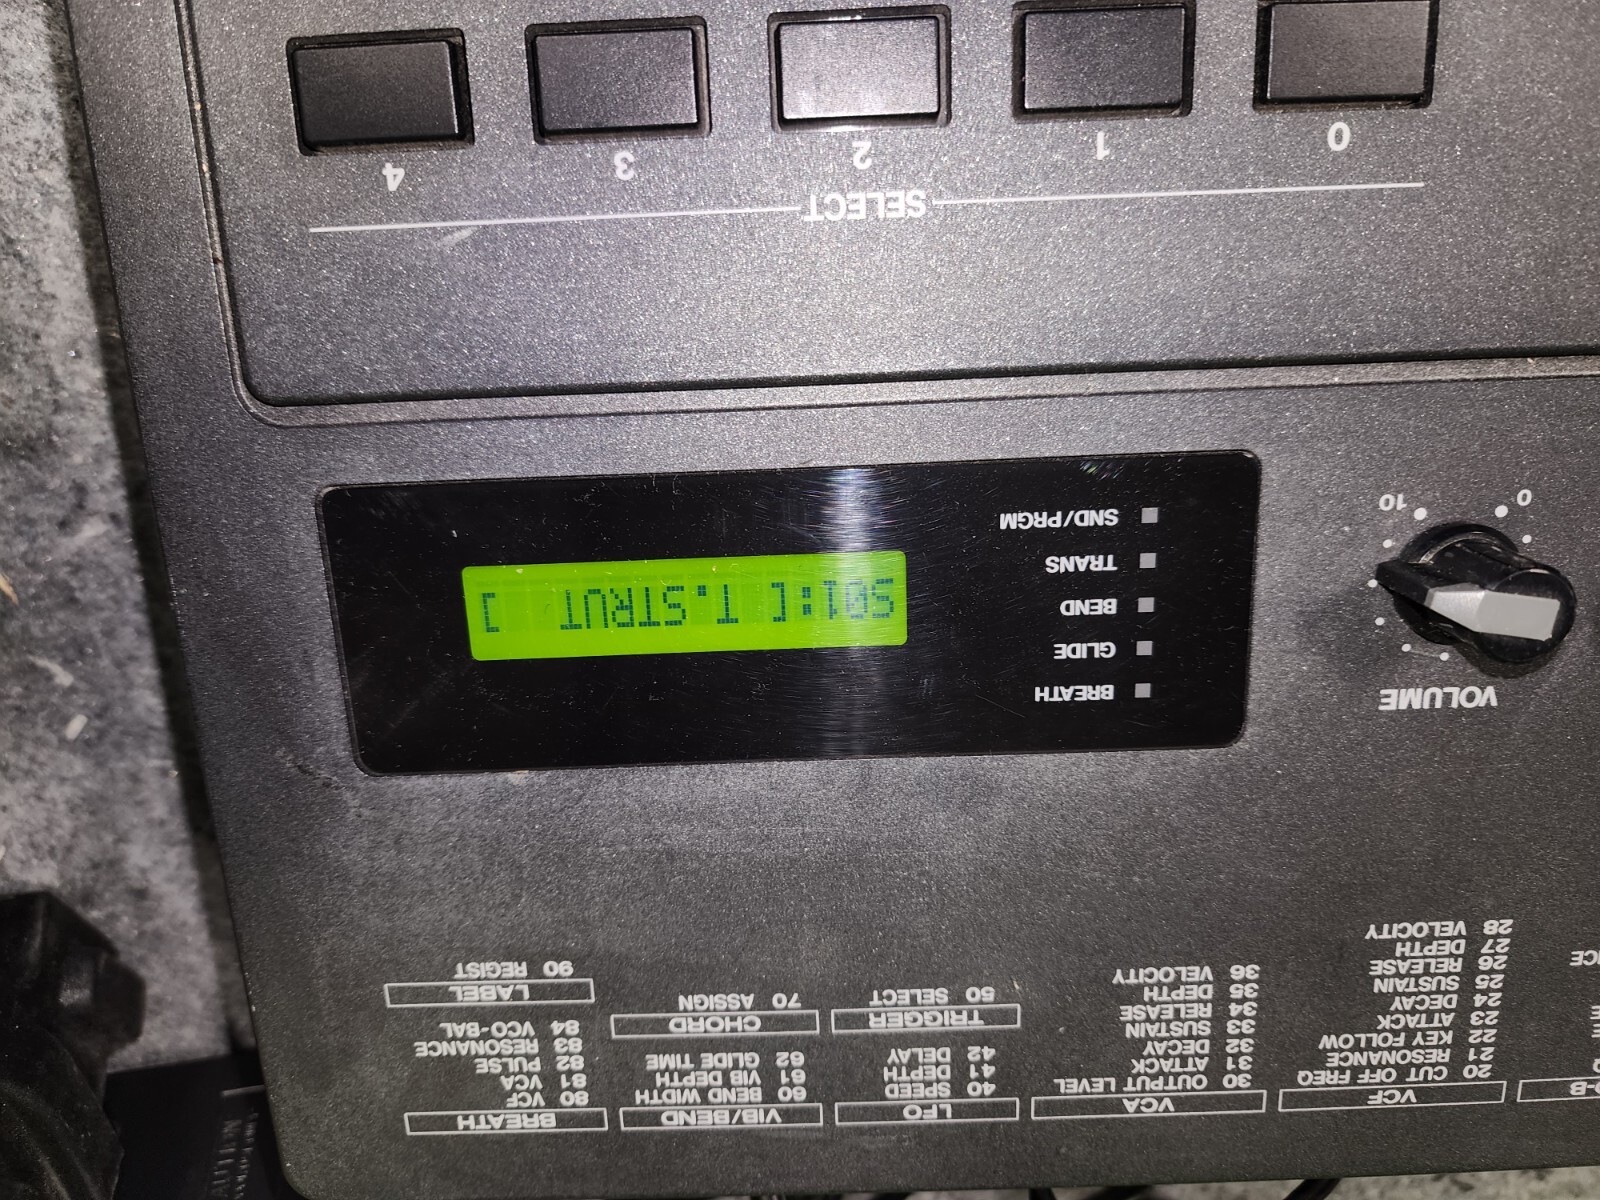 VCF
20 CUT OFF FREQ
21 RESONANCE
22 KEY FOLLOW
23 ATTACK
24 DECAY
25 SUSTAIN
26 RELEASE
27 DEPTH
28 VELOCITY
VCA
30 OUTPUT LEVEL
31 ATTACK
32 DECAY
33 SUSTAIN
34 RELEASE
35 DEPTH
36 VELOCITY
LFO
40 SPEED
41 DEPTH
42 DELAY
TRIGGER
50 SELECT
VIB/BEND
60 BEND WIDTH
61 VIB DEPTH
62 GLIDE TIME
CHORD
70 ASSIGN
BREATH
80 VCF
81 VCA
82 PULSE
83 RESONANCE
84 VCO-BAL
LABEL
90 REGIST
VOLUME
0 10
BREATH
GLIDE
BEND
TRANS
SND/PRGM
S01:[ T.STRUT ]
SELECT
0 1 2 3 4